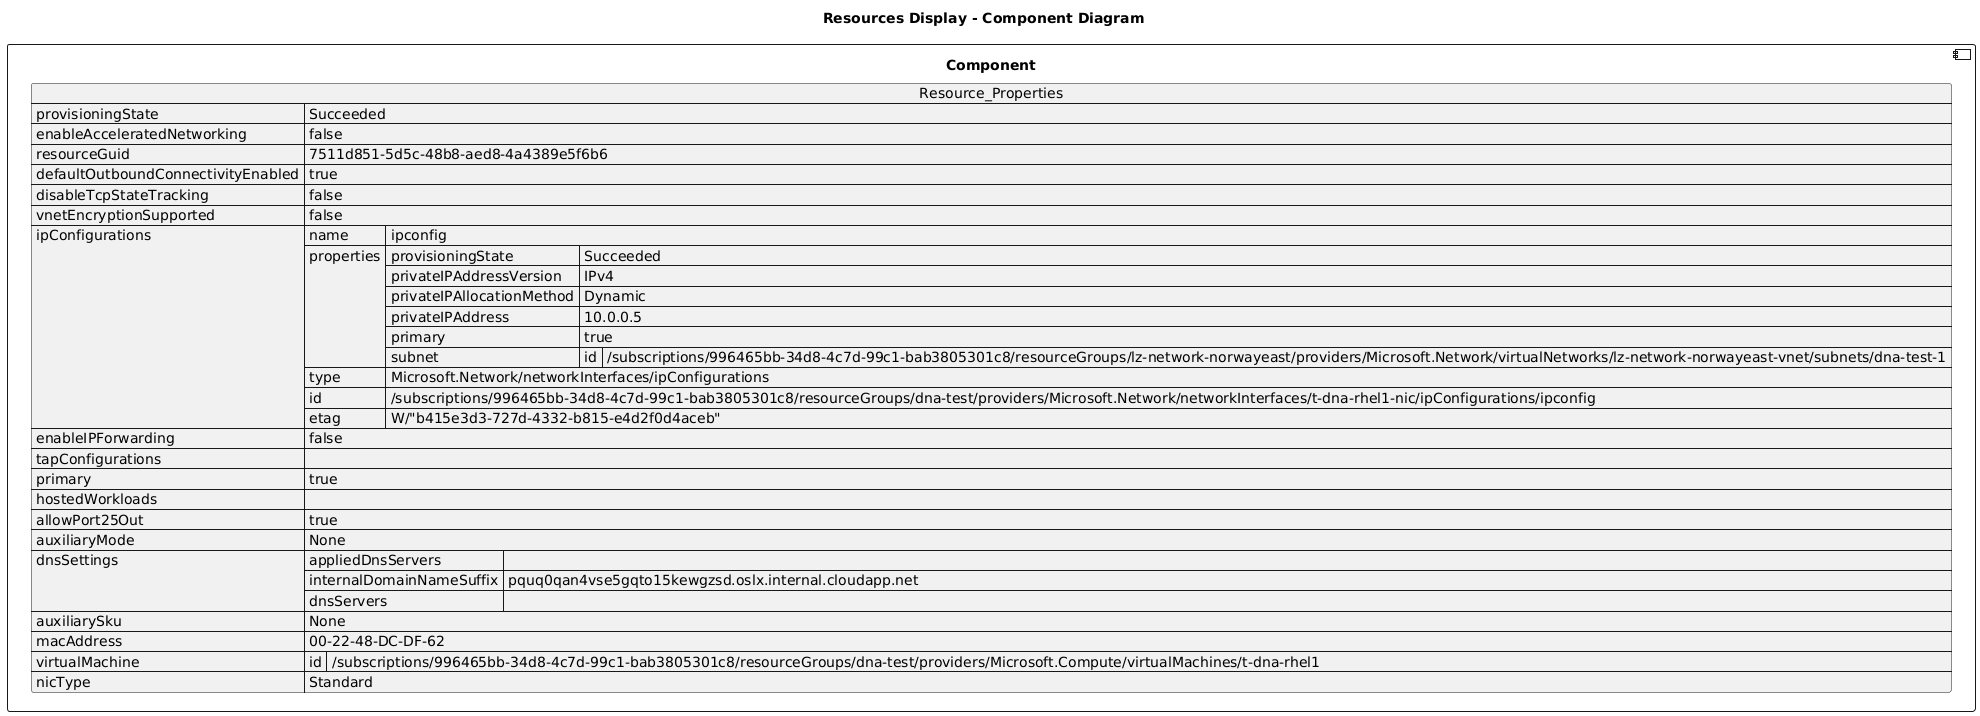 Resources Display - Component Diagram
Component
Resource_Properties
provisioningState Succeeded
enableAcceleratedNetworking false
resourceGuid 7511d851-5d5c-48b8-aed8-4a4389e5f6b6
defaultOutboundConnectivityEnabled true
disableTcpStateTracking false
vnetEncryptionSupported false
ipConfigurations name ipconfig
properties provisioningState Succeeded
privateIPAddressVersion IPv4
privateIPAllocationMethod Dynamic
privateIPAddress 10.0.0.5
primary true
subnet id /subscriptions/996465bb-34d8-4c7d-99c1-bab3805301c8/resourceGroups/lz-network-norwayeast/providers/Microsoft.Network/virtualNetworks/lz-network-norwayeast-vnet/subnets/dna-test-1
type Microsoft.Network/networkInterfaces/ipConfigurations
id /subscriptions/996465bb-34d8-4c7d-99c1-bab3805301c8/resourceGroups/dna-test/providers/Microsoft.Network/networkInterfaces/t-dna-rhel1-nic/ipConfigurations/ipconfig
etag W/"b415e3d3-727d-4332-b815-e4d2f0d4aceb"
enableIPForwarding false
tapConfigurations
primary true
hostedWorkloads
allowPort25Out true
auxiliaryMode None
dnsSettings appliedDnsServers
internalDomainNameSuffix pquq0qan4vse5gqto15kewgzsd.oslx.internal.cloudapp.net
dnsServers
auxiliarySku None
macAddress 00-22-48-DC-DF-62
virtualMachine id /subscriptions/996465bb-34d8-4c7d-99c1-bab3805301c8/resourceGroups/dna-test/providers/Microsoft.Compute/virtualMachines/t-dna-rhel1
nicType Standard